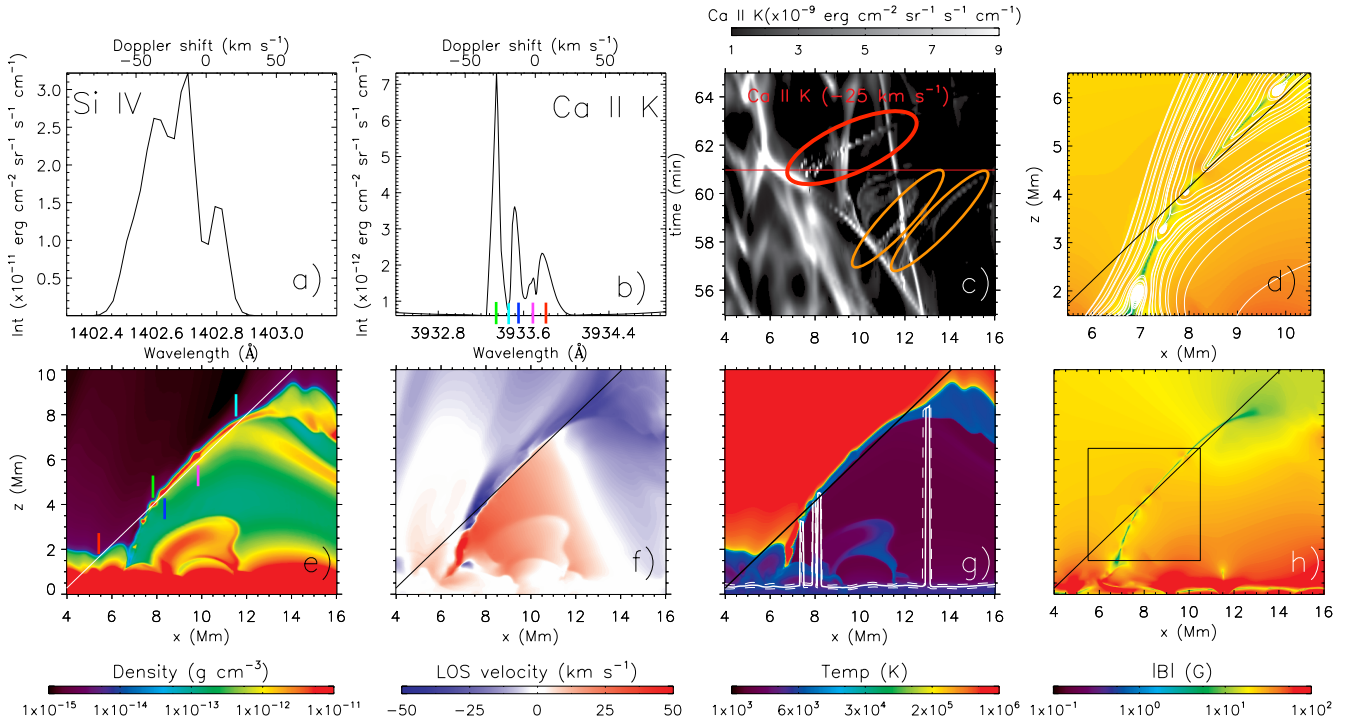 Ca II K(x10⁻⁹ erg cm⁻² sr⁻¹ s⁻¹ cm⁻¹)
1 3 5 7 9
Doppler shift (km s⁻¹)
−50 0 50
Int (x10⁻¹¹ erg cm⁻² sr⁻¹ s⁻¹ cm⁻¹)
3.0
2.5
2.0
1.5
1.0
0.5
Si IV
a)
1402.4 1402.6 1402.8 1403.0
Wavelength (Å)
Doppler shift (km s⁻¹)
−50 0 50
Int (x10⁻¹² erg cm⁻² sr⁻¹ s⁻¹ cm⁻¹)
7
6
5
4
3
2
1
Ca II K
b)
3932.8 3933.6 3934.4
Wavelength (Å)
time (min)
64
62
60
58
56
Ca II K (−25 km s⁻¹)
c)
4 6 8 10 12 14 16
z (Mm)
6
5
4
3
2
d)
6 7 8 9 10
x (Mm)
z (Mm)
10
8
6
4
2
0
e)
4 6 8 10 12 14 16
x (Mm)
f)
4 6 8 10 12 14 16
x (Mm)
g)
4 6 8 10 12 14 16
x (Mm)
h)
4 6 8 10 12 14 16
x (Mm)
Density (g cm⁻³)
1x10⁻¹⁵ 1x10⁻¹⁴ 1x10⁻¹³ 1x10⁻¹² 1x10⁻¹¹
LOS velocity (km s⁻¹)
−50 −25 0 25 50
Temp (K)
1x10³ 6x10³ 3x10⁴ 2x10⁵ 1x10⁶
|B| (G)
1x10⁻¹ 1x10⁰ 1x10¹ 1x10²